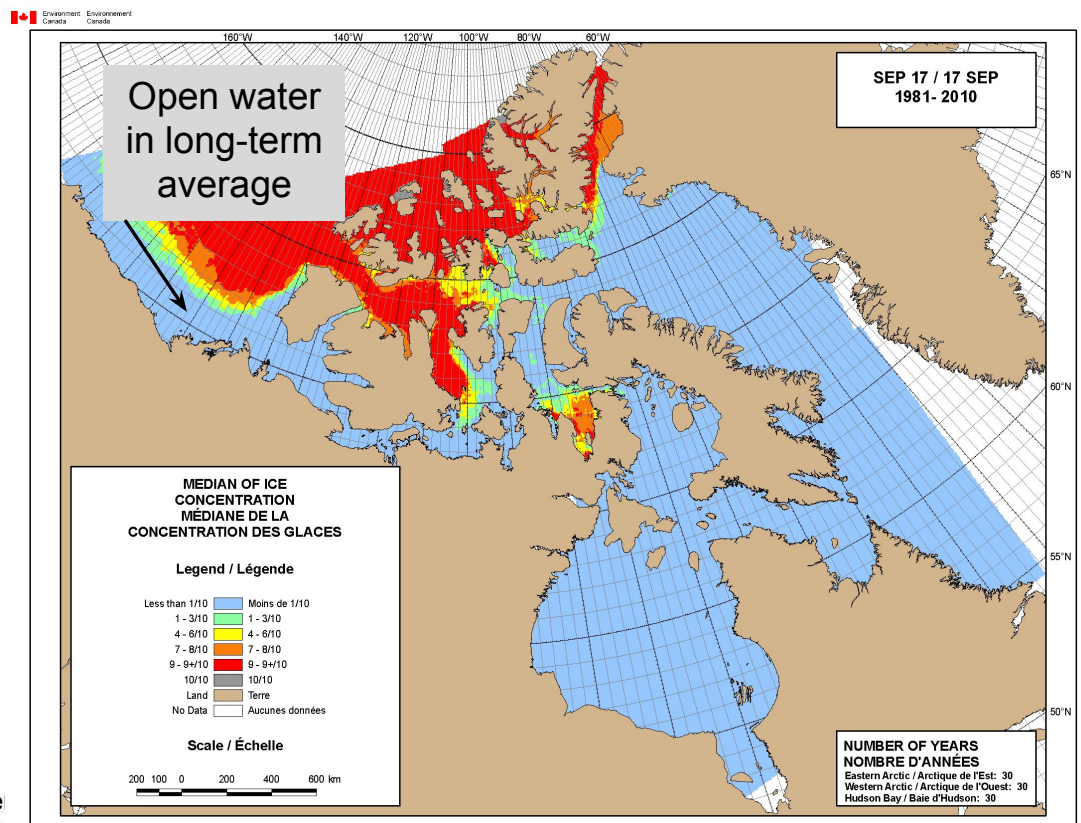 Environment Environnement
Canada Canada
160°W 140°W 120°W 100°W 80°W 60°W
Open water
in long-term
average
SEP 17 / 17 SEP
1981- 2010
65°N
60°N
55°N
50°N
MEDIAN OF ICE
CONCENTRATION
MÉDIANE DE LA
CONCENTRATION DES GLACES
Legend / Légende
Less than 1/10 Moins de 1/10
1 - 3/10 1 - 3/10
4 - 6/10 4 - 6/10
7 - 8/10 7 - 8/10
9 - 9+/10 9 - 9+/10
10/10 10/10
Land Terre
No Data Aucunes données
Scale / Échelle
200 100 0 200 400 600 km
NUMBER OF YEARS
NOMBRE D'ANNÉES
Eastern Arctic / Arctique de l'Est: 30
Western Arctic / Arctique de l'Ouest: 30
Hudson Bay / Baie d'Hudson: 30